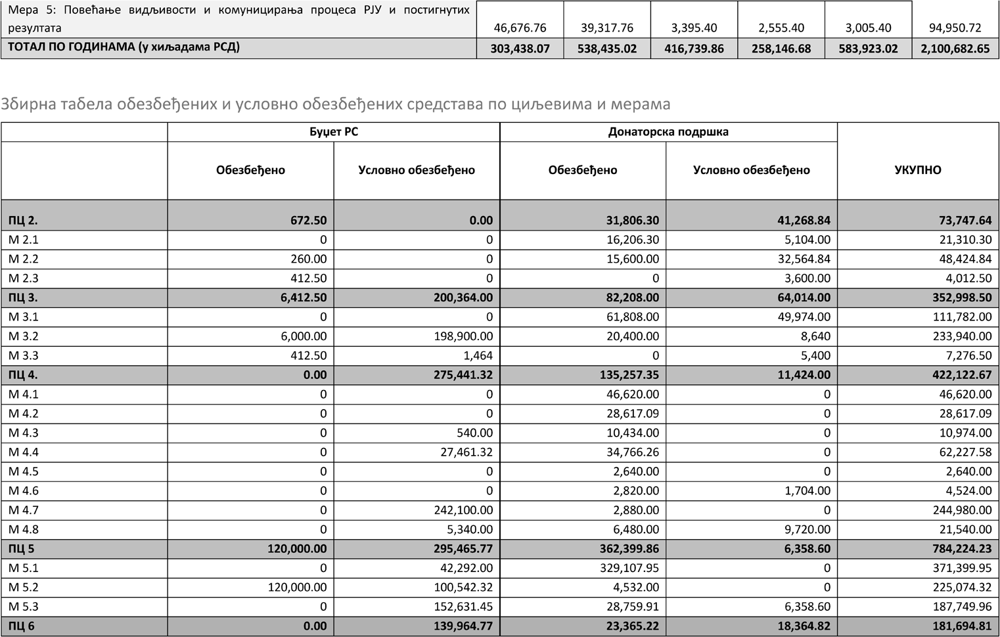 Мера 5: Повећање видљивости и комуницирања процеса РЈУ и постигнутих
резултата 46,676.76 39,317.76 3,395.40 2,555.40 3,005.40 94,950.72
ТОТАЛ ПО ГОДИНАМА (у хиљадама РСД) 303,438.07 538,435.02 416,739.86 258,146.68 583,923.02 2,100,682.65
Збирна табела обезбеђених и условно обезбеђених средстава по циљевима и мерама
Буџет РС Донаторска подршка
Обезбеђено Условно обезбеђено Обезбеђено Условно обезбеђено УКУПНО
ПЦ 2. 672.50 0.00 31,806.30 41,268.84 73,747.64
М 2.1 0 0 16,206.30 5,104.00 21,310.30
М 2.2 260.00 0 15,600.00 32,564.84 48,424.84
М 2.3 412.50 0 0 3,600.00 4,012.50
ПЦ 3. 6,412.50 200,364.00 82,208.00 64,014.00 352,998.50
М 3.1 0 0 61,808.00 49,974.00 111,782.00
М 3.2 6,000.00 198,900.00 20,400.00 8,640 233,940.00
М 3.3 412.50 1,464 0 5,400 7,276.50
ПЦ 4. 0.00 275,441.32 135,257.35 11,424.00 422,122.67
М 4.1 0 0 46,620.00 0 46,620.00
М 4.2 0 0 28,617.09 0 28,617.09
М 4.3 0 540.00 10,434.00 0 10,974.00
М 4.4 0 27,461.32 34,766.26 0 62,227.58
М 4.5 0 0 2,640.00 0 2,640.00
М 4.6 0 0 2,820.00 1,704.00 4,524.00
М 4.7 0 242,100.00 2,880.00 0 244,980.00
М 4.8 0 5,340.00 6,480.00 9,720.00 21,540.00
ПЦ 5 120,000.00 295,465.77 362,399.86 6,358.60 784,224.23
М 5.1 0 42,292.00 329,107.95 0 371,399.95
М 5.2 120,000.00 100,542.32 4,532.00 0 225,074.32
М 5.3 0 152,631.45 28,759.91 6,358.60 187,749.96
ПЦ 6 0.00 139,964.77 23,365.22 18,364.82 181,694.81